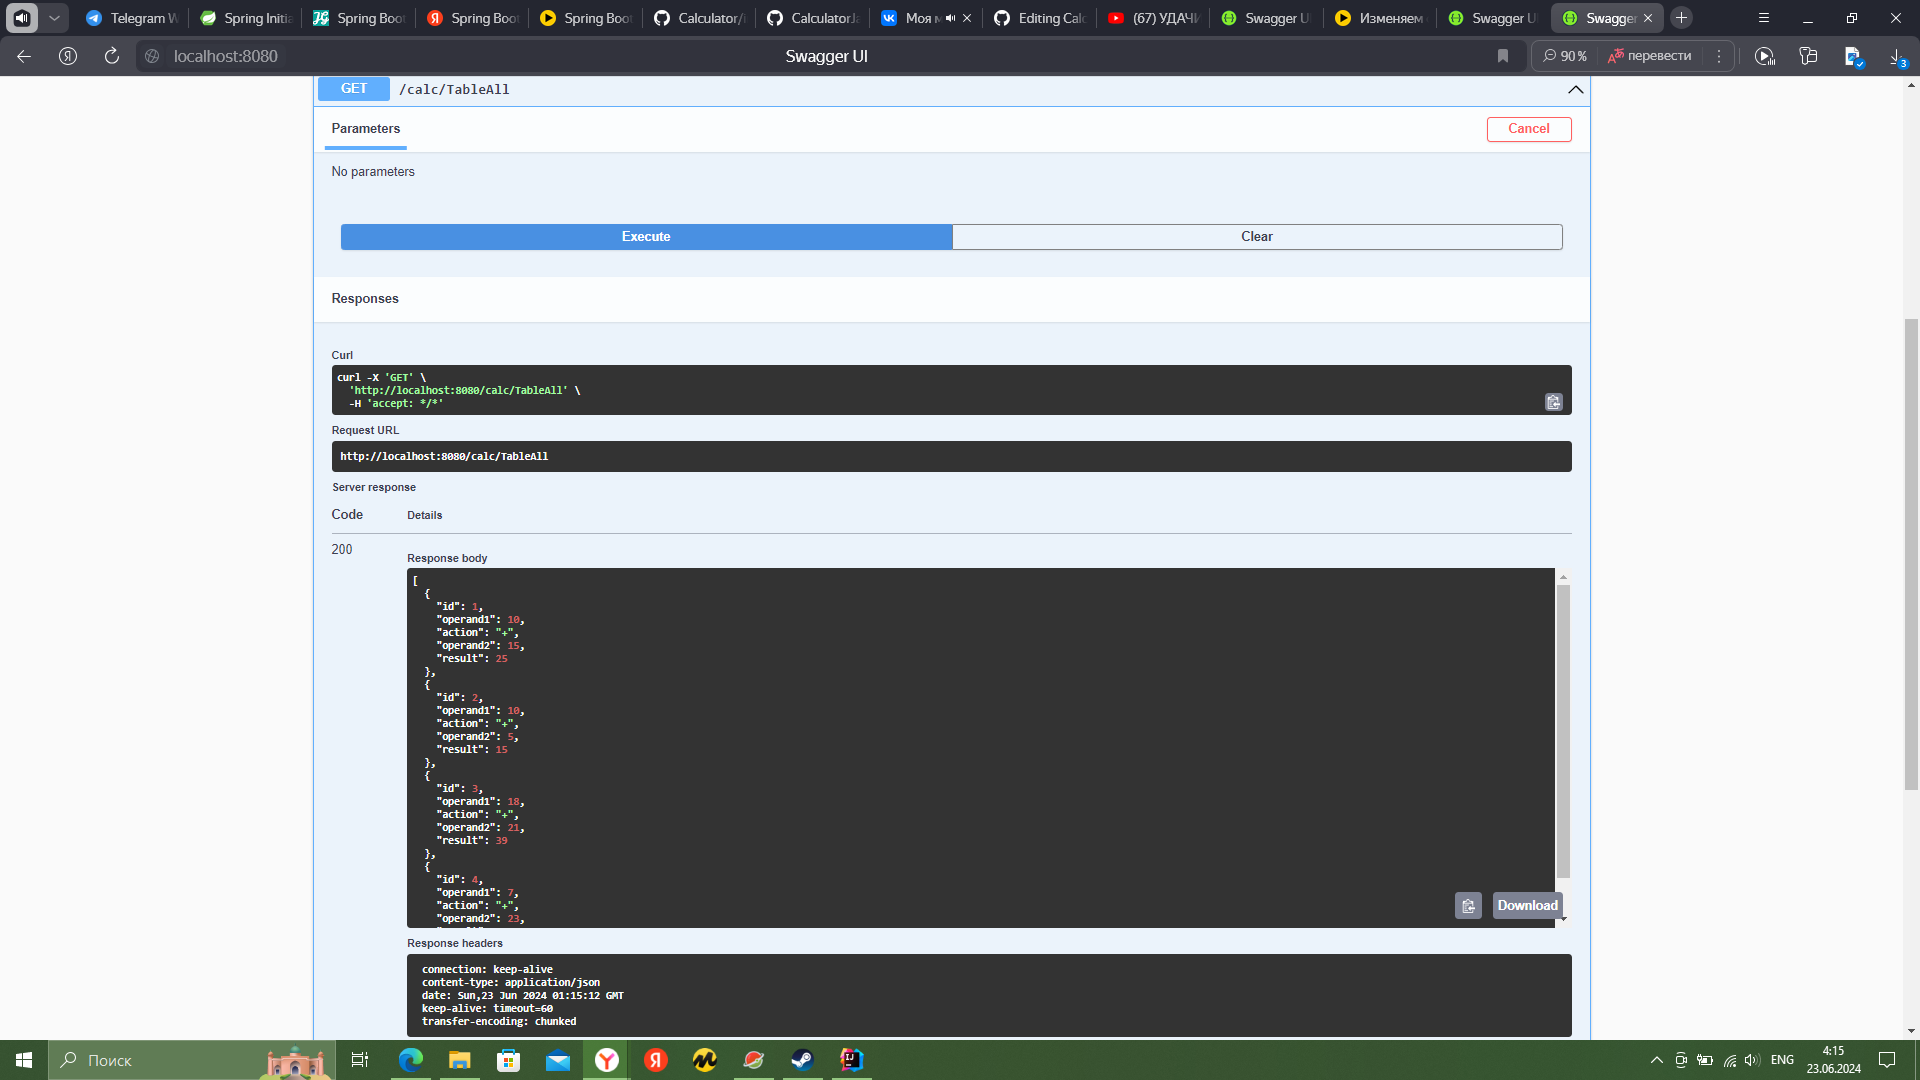 Telegram W
Spring Initia
Spring Boot
Spring Boot
Spring Boot
Calculator/i
CalculatorJa
Моя м
Editing Calc
(67) УДАЧИ
Swagger U
Изменяем
Swagger U
Swagger
localhost:8080
Swagger UI
90 %
перевести
3
GET
/calc/TableAll
Parameters
Cancel
No parameters
Execute
Clear
Responses
Curl
curl -X 'GET' \
'http://localhost:8080/calc/TableAll' \
-H 'accept: */*'
Request URL
http://localhost:8080/calc/TableAll
Server response
Code
Details
200
Response body
[
{
"id": 1,
"operand1": 10,
"action": "+",
"operand2": 15,
"result": 25
},
{
"id": 2,
"operand1": 10,
"action": "+",
"operand2": 5,
"result": 15
},
{
"id": 3,
"operand1": 18,
"action": "+",
"operand2": 21,
"result": 39
},
{
"id": 4,
"operand1": 7,
"action": "+",
"operand2": 23,
Download
Response headers
connection: keep-alive
content-type: application/json
date: Sun,23 Jun 2024 01:15:12 GMT
keep-alive: timeout=60
transfer-encoding: chunked
Поиск
ENG
4:15
23.06.2024